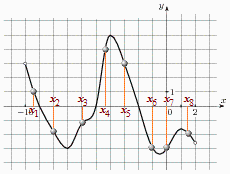 y
1
x₁ x₂ x₃ x₄ x₅ x₆ x₇ x₈ x
-10 0 2